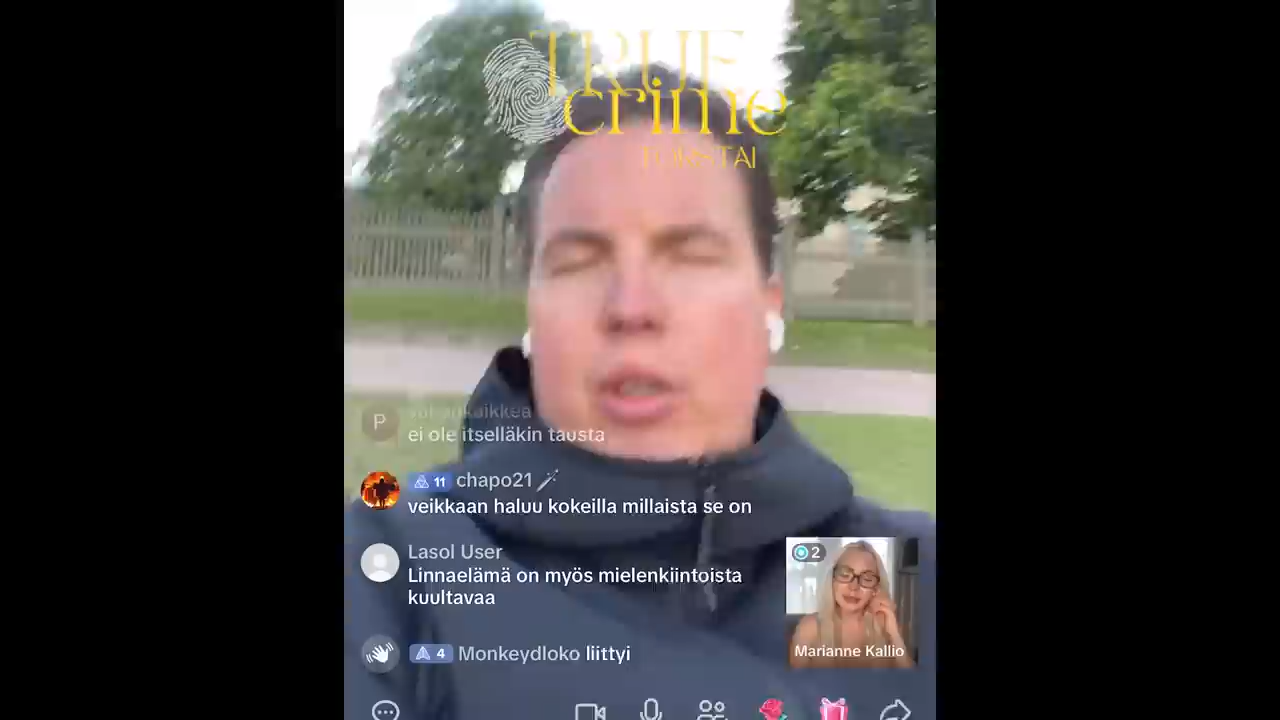 TRUE
crime
TORSTAI
ei ole itselläkin tausta
11 chapo21
veikkaan haluu kokeilla millaista se on
Lasol User
Linnaelämä on myös mielenkiintoista
kuultavaa
2
Marianne Kallio
4 Monkeydloko liittyi